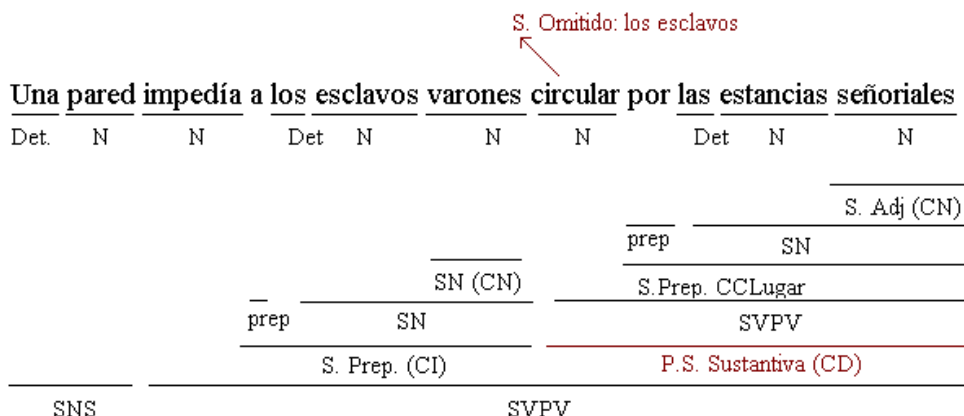 S. Omitido: los esclavos
Una pared impedía a los esclavos varones circular por las estancias señoriales
Det. N N Det N N N Det N N
S. Adj (CN)
prep SN
SN (CN) S.Prep. CCLugar
prep SN SVPV
S. Prep. (CI) P.S. Sustantiva (CD)
SNS SVPV